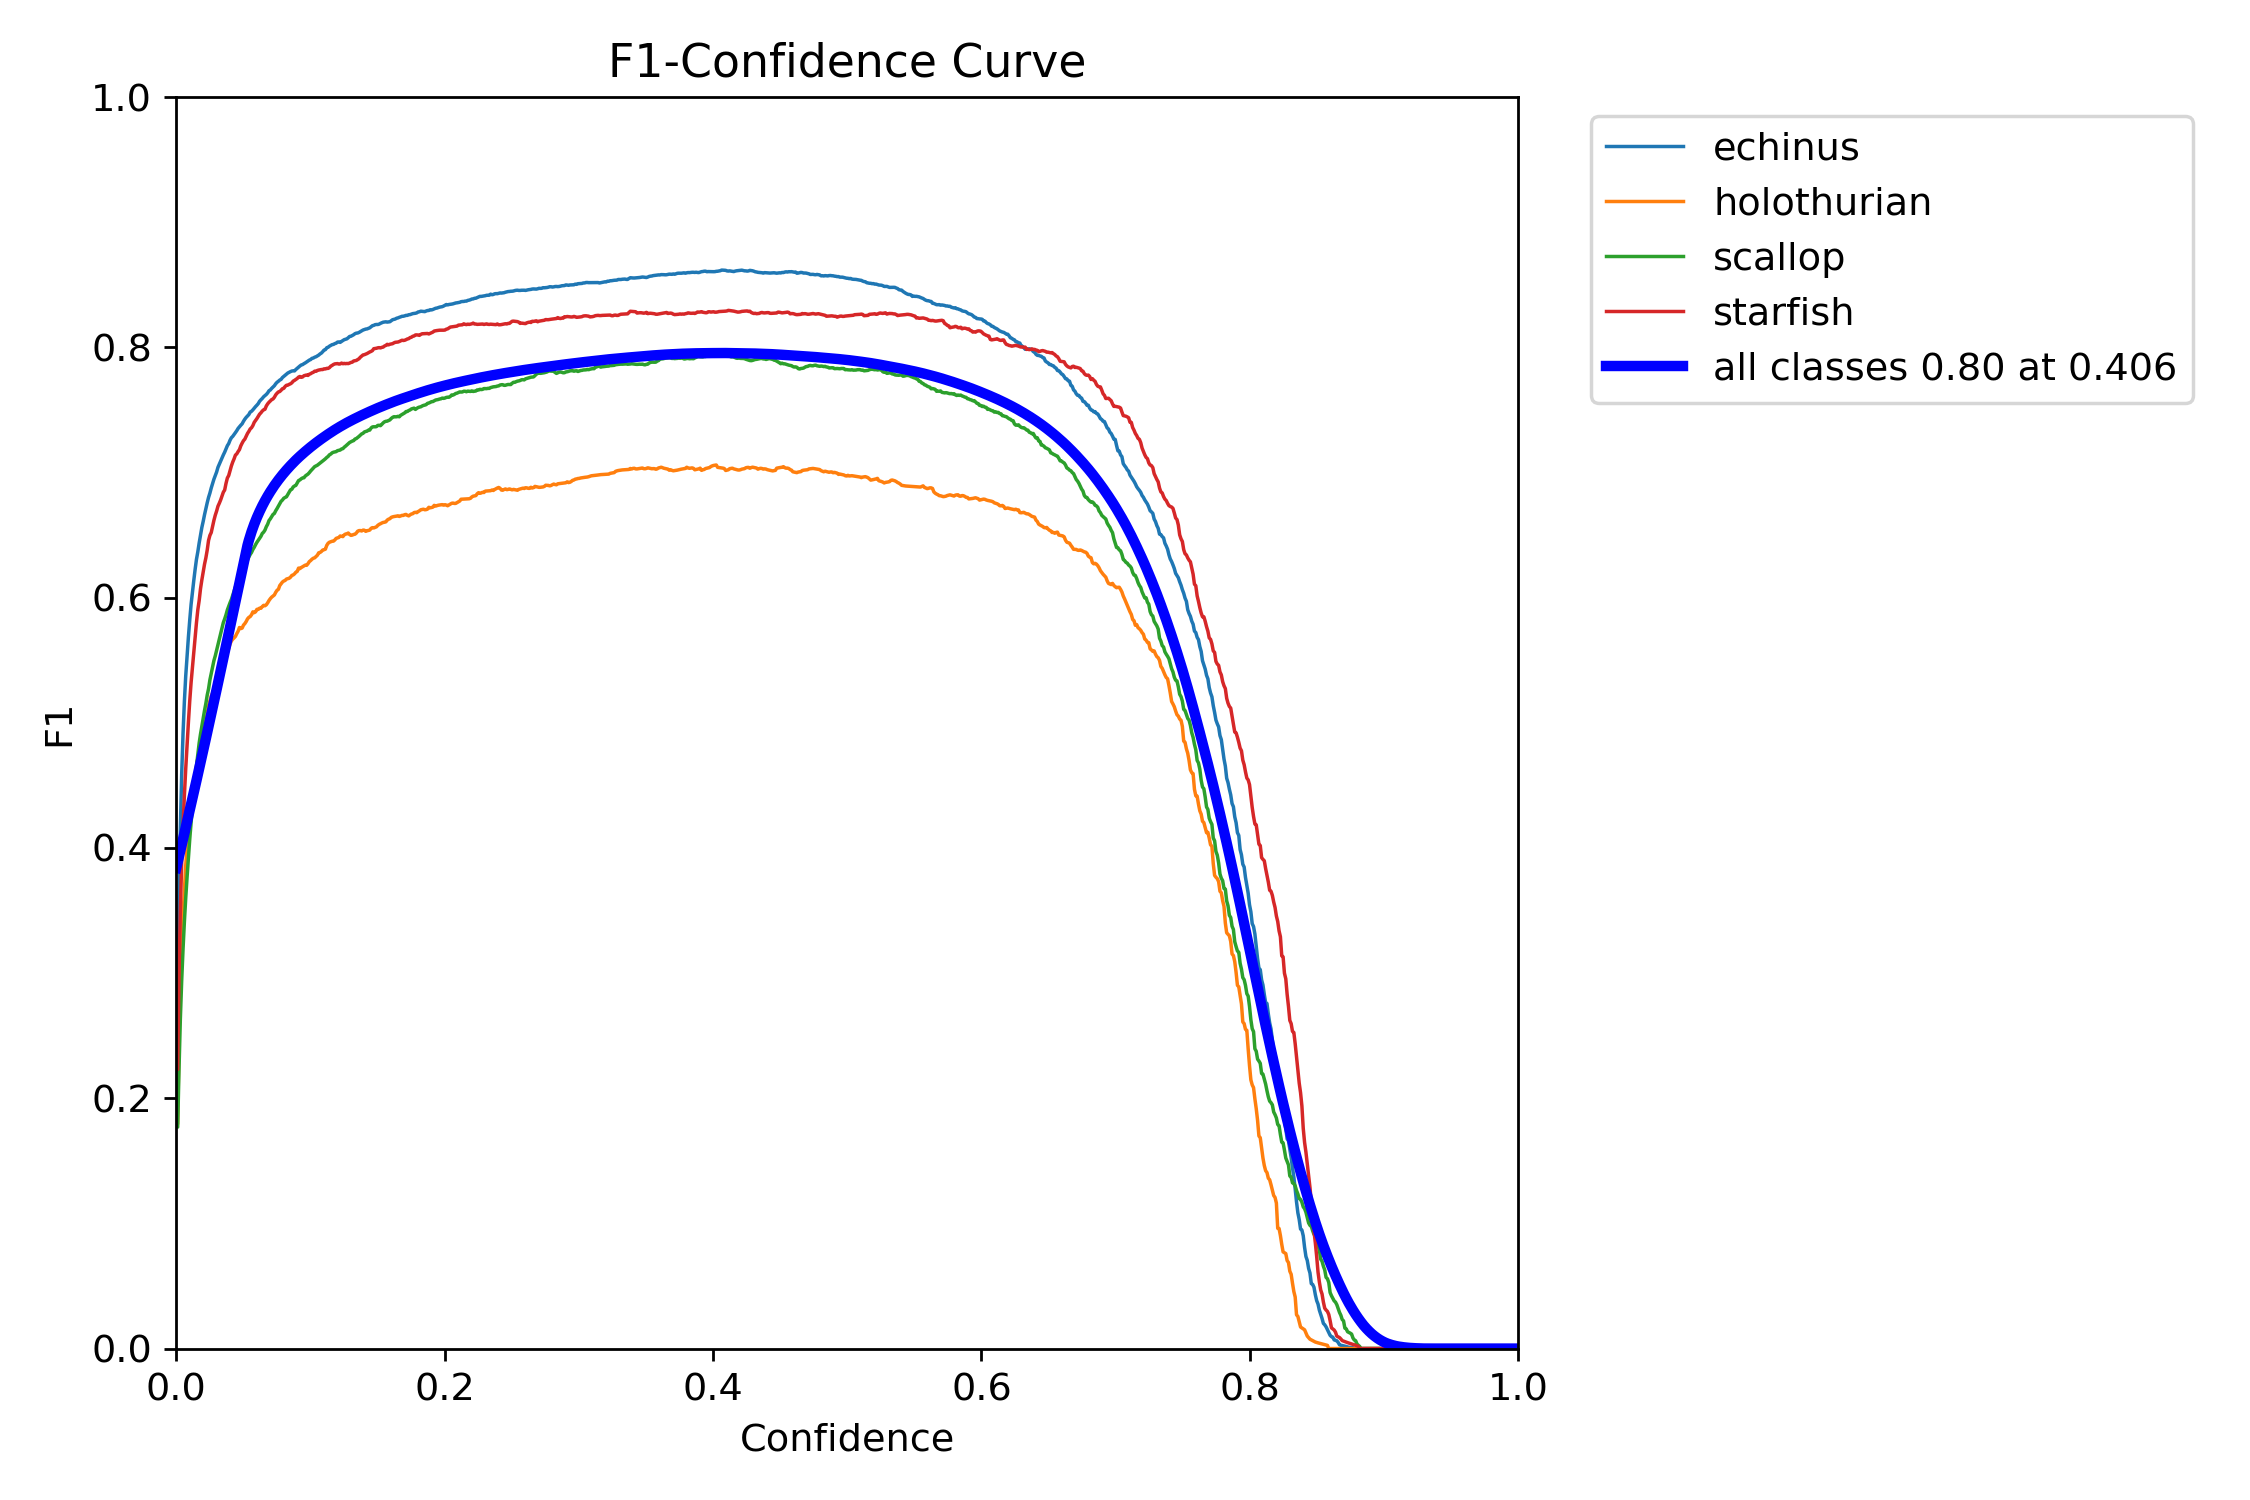 F1-Confidence Curve
1.0
0.8
0.6
0.4
0.2
0.0
F1
0.0 0.2 0.4 0.6 0.8 1.0
Confidence
echinus
holothurian
scallop
starfish
all classes 0.80 at 0.406